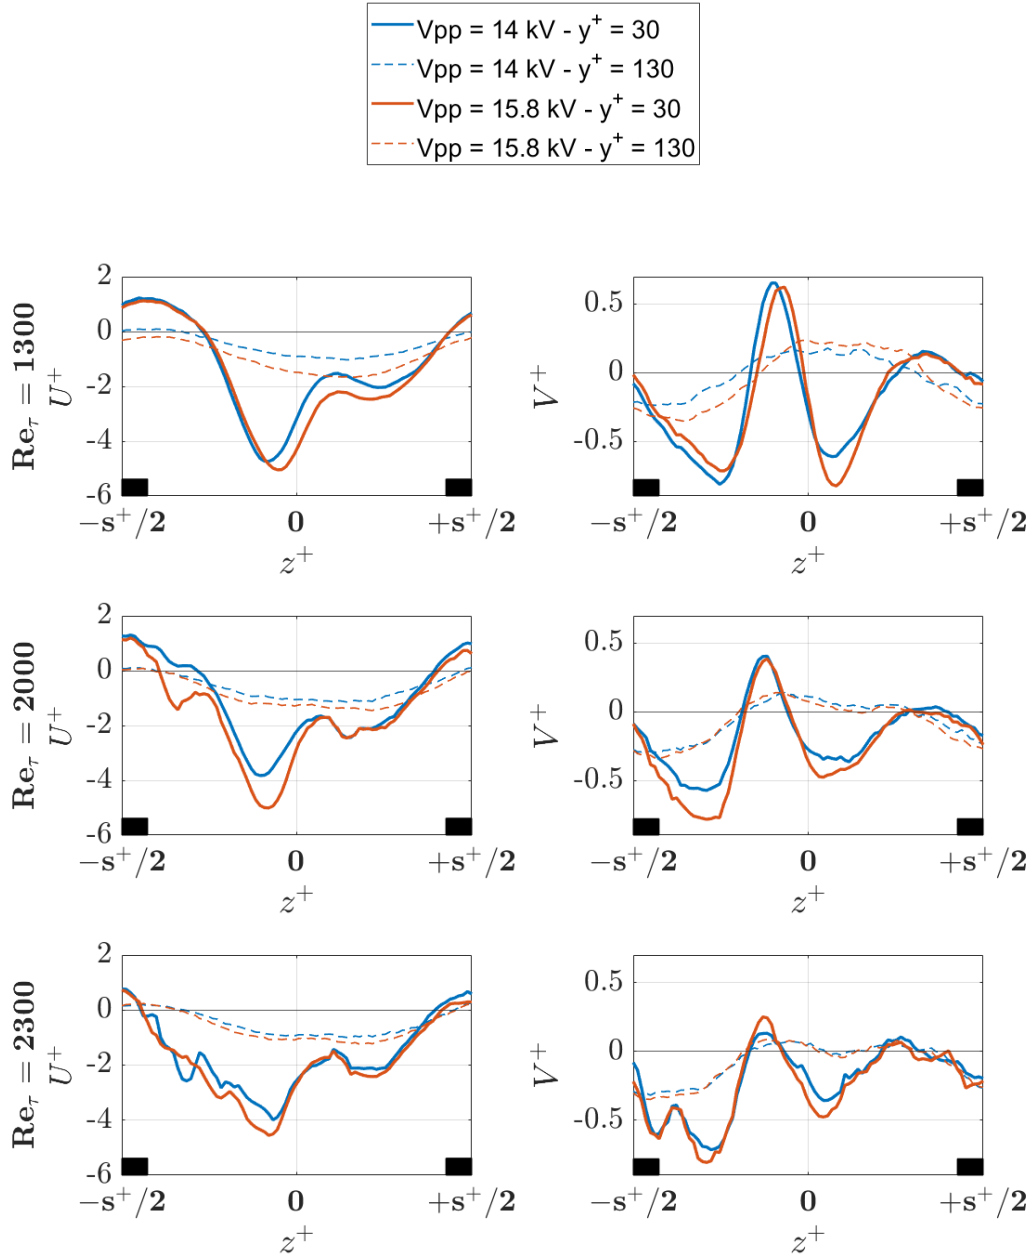 Vpp = 14 kV - y+ = 30
Vpp = 14 kV - y+ = 130
Vpp = 15.8 kV - y+ = 30
Vpp = 15.8 kV - y+ = 130
Reτ = 1300
U+
2
0
-2
-4
-6
−s+/2 0 +s+/2
z+
V+
0.5
0
-0.5
−s+/2 0 +s+/2
z+
Reτ = 2000
U+
2
0
-2
-4
-6
−s+/2 0 +s+/2
z+
V+
0.5
0
-0.5
−s+/2 0 +s+/2
z+
Reτ = 2300
U+
2
0
-2
-4
-6
−s+/2 0 +s+/2
z+
V+
0.5
0
-0.5
−s+/2 0 +s+/2
z+